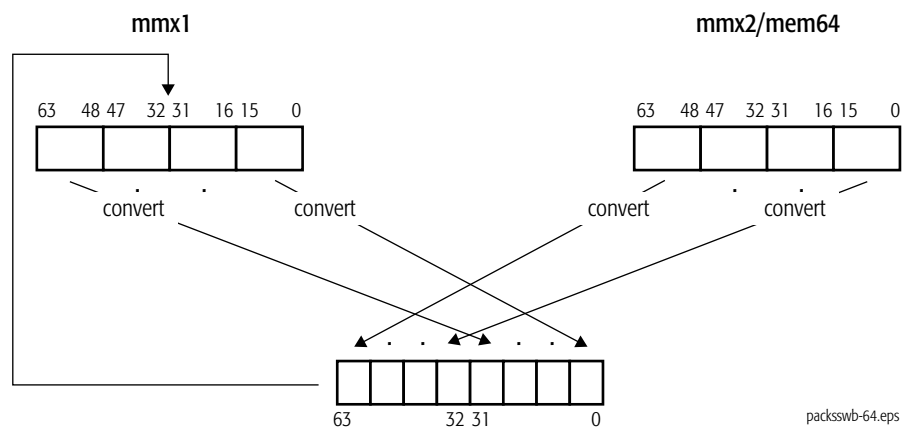 mmx1 mmx2/mem64
63 48 47 32 31 16 15 0 63 48 47 32 31 16 15 0
. . . .
convert convert convert convert
. . . .
63 32 31 0
packsswb-64.eps